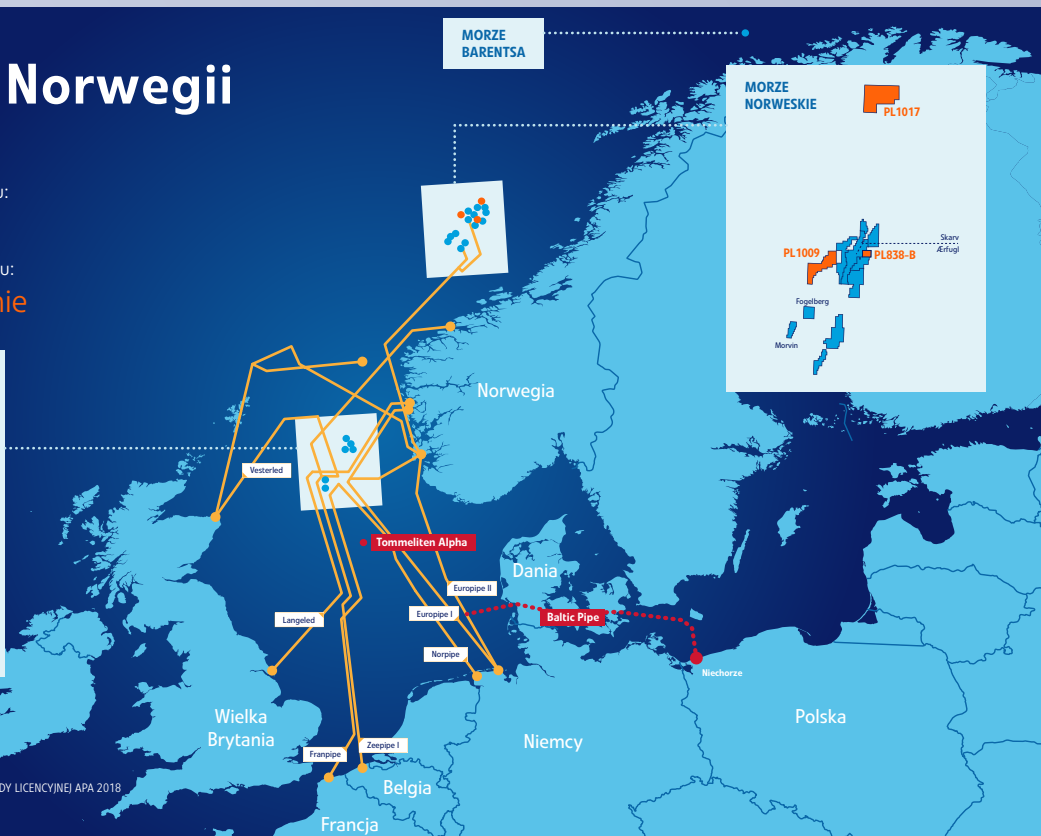 MORZE
BARENTSA
Norwegii
MORZE
NORWESKIE
PL1017
U:
Skarv
Ærfugl
PL1009
PL838-B
U:
nie
Fogelberg
Morvin
Norwegia
Vesterled
Tommeliten Alpha
Dania
Europipe II
Europipe I
Baltic Pipe
Langeled
Norpipe
Niechorze
Wielka
Brytania
Polska
Niemcy
Zeepipe I
Franpipe
DY LICENCYJNEJ APA 2018
Belgia
Francja